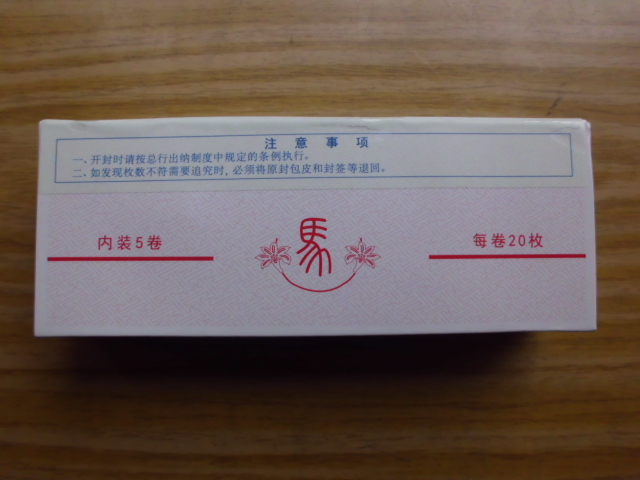 注意事项
一、开封时请按总行出纳制度中规定的条例执行。
二、如发现枚数不符需要追究时,必须将原封包皮和封签等退回。
内装5卷
馬
每卷20枚